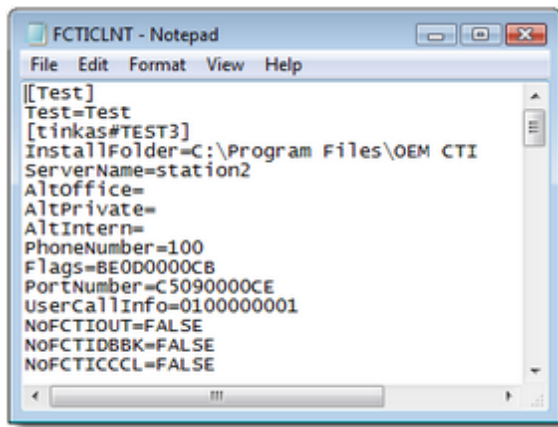 FCTICLNT - Notepad
File Edit Format View Help
[Test]
Test=Test
[tinkas#TEST3]
InstallFolder=C:\Program Files\OEM CTI
ServerName=station2
AltOffice=
AltPrivate=
AltIntern=
PhoneNumber=100
Flags=BE0D0000CB
PortNumber=C5090000CE
UserCallInfo=0100000001
NoFCTIOUT=FALSE
NoFCTIDBBK=FALSE
NoFCTICCCL=FALSE